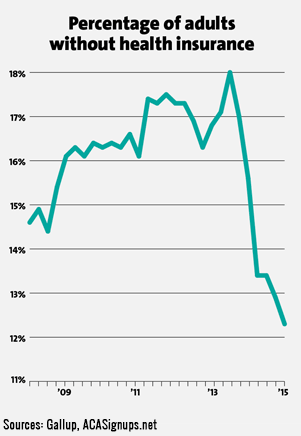 Percentage of adults
without health insurance
18%
17%
16%
15%
14%
13%
12%
11%
'09 '11 '13 '15
Sources: Gallup, ACASignups.net